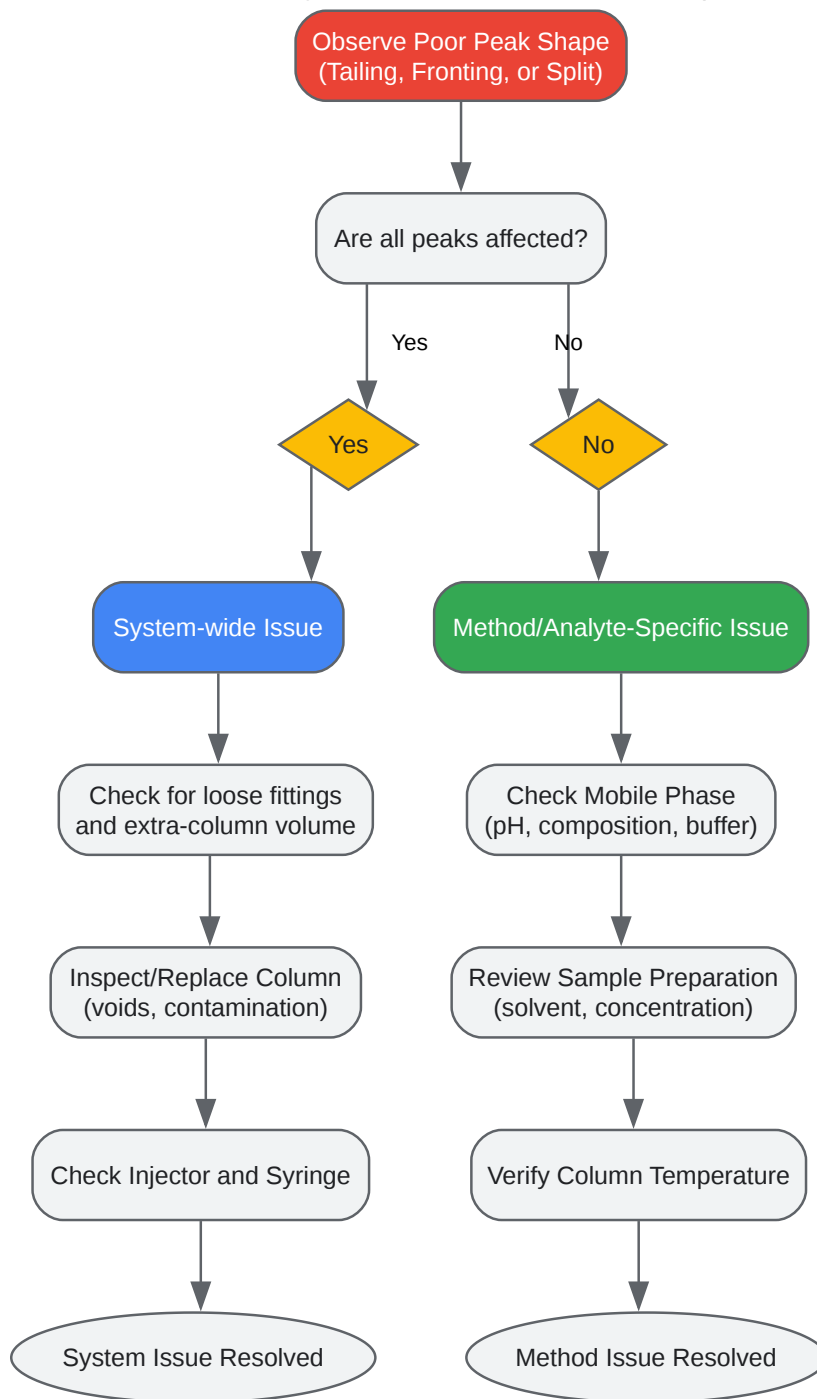 Observe Poor Peak Shape
(Tailing, Fronting, or Split)
Are all peaks affected?
Yes
No
Yes
No
System-wide Issue
Method/Analyte-Specific Issue
Check for loose fittings
and extra-column volume
Check Mobile Phase
(pH, composition, buffer)
Inspect/Replace Column
(voids, contamination)
Review Sample Preparation
(solvent, concentration)
Check Injector and Syringe
Verify Column Temperature
System Issue Resolved
Method Issue Resolved